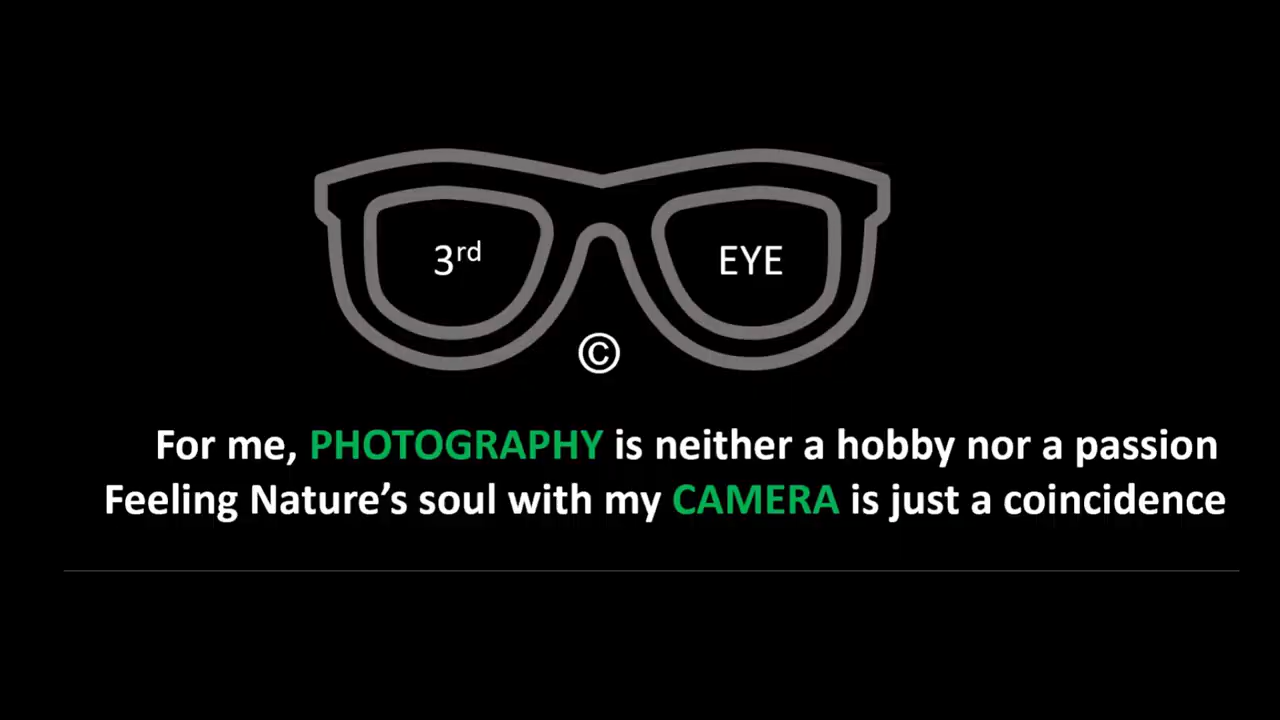 3rd EYE
©
For me, PHOTOGRAPHY is neither a hobby nor a passion
Feeling Nature’s soul with my CAMERA is just a coincidence